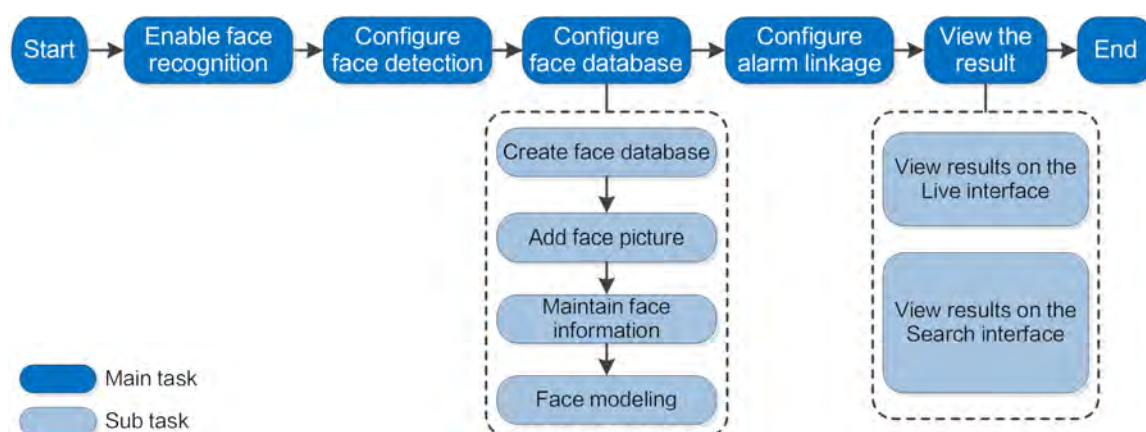 Start
Enable face
recognition
Configure
face detection
Configure
face database
Configure
alarm linkage
View the
result
End
Create face database
Add face picture
Maintain face
information
Face modeling
View results on the
Live interface
View results on the
Search interface
Main task
Sub task